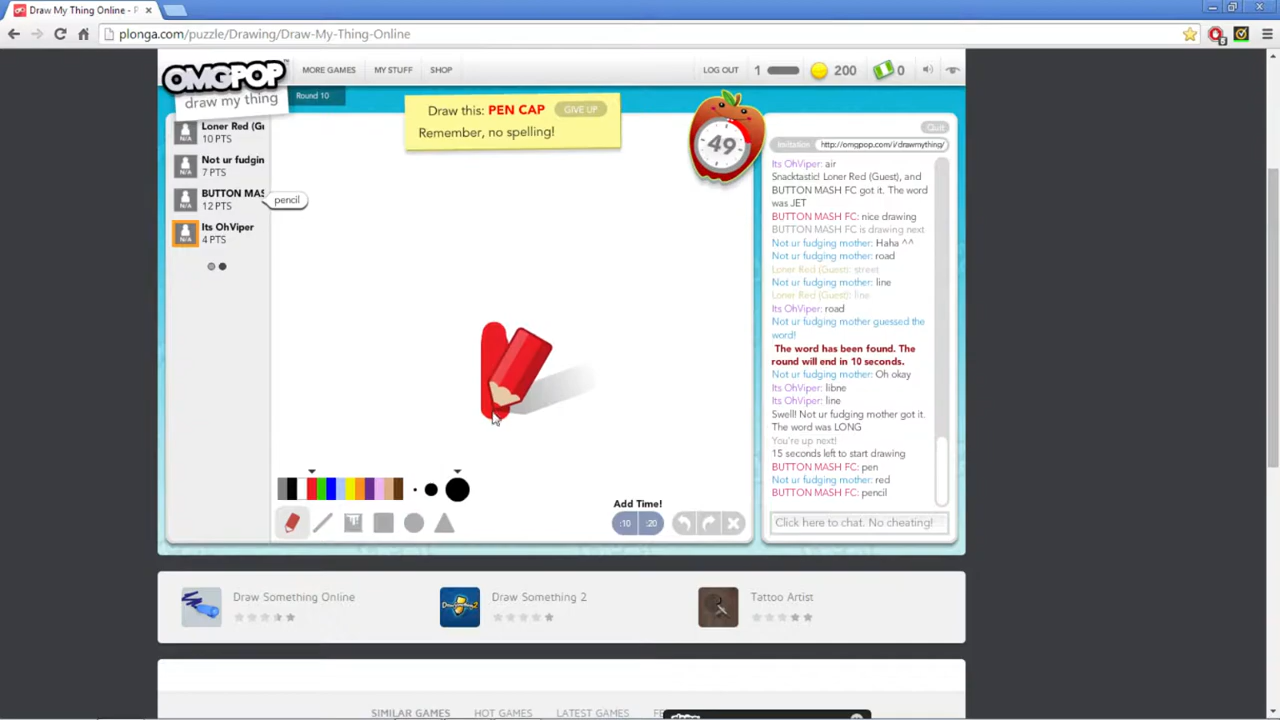 Draw My Thing Online - P
plonga.com/puzzle/Drawing/Draw-My-Thing-Online
OMGPOP
draw my thing
MORE GAMES
MY STUFF
SHOP
LOG OUT
1
200
0
Round 10
Draw this: PEN CAP
GIVE UP
Remember, no spelling!
49
Quit
Invitation
http://omgpop.com/i/drawmything/
N/A
Loner Red (Gu
10 PTS
N/A
Not ur fudgin
7 PTS
N/A
BUTTON MAS
12 PTS
pencil
N/A
Its OhViper
4 PTS
Its OhViper: air
Snacktastic! Loner Red (Guest), and
BUTTON MASH FC got it. The word
was JET
BUTTON MASH FC: nice drawing
BUTTON MASH FC is drawing next.
Not ur fudging mother: Haha ^^
Not ur fudging mother: road
Loner Red (Guest): street
Not ur fudging mother: line
Loner Red (Guest): line
Its OhViper: road
Not ur fudging mother guessed the
word!
The word has been found. The
round will end in 10 seconds.
Not ur fudging mother: Oh okay
Its OhViper: libne
Its OhViper: line
Swell! Not ur fudging mother got it.
The word was LONG
You're up next!
15 seconds left to start drawing
BUTTON MASH FC: pen
Not ur fudging mother: red
BUTTON MASH FC: pencil
Click here to chat. No cheating!
Add Time!
:10
:20
T
Draw Something Online
Draw Something 2
Tattoo Artist
SIMILAR GAMES
HOT GAMES
LATEST GAMES